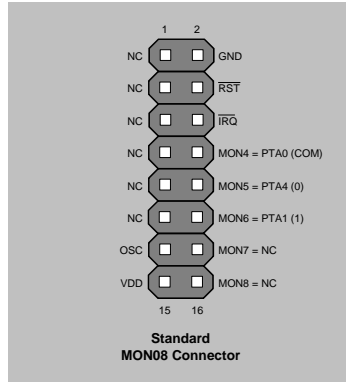 1 2
NC GND
NC RST
NC IRQ
NC MON4 = PTA0 (COM)
NC MON5 = PTA4 (0)
NC MON6 = PTA1 (1)
OSC MON7 = NC
VDD MON8 = NC
15 16
Standard
MON08 Connector